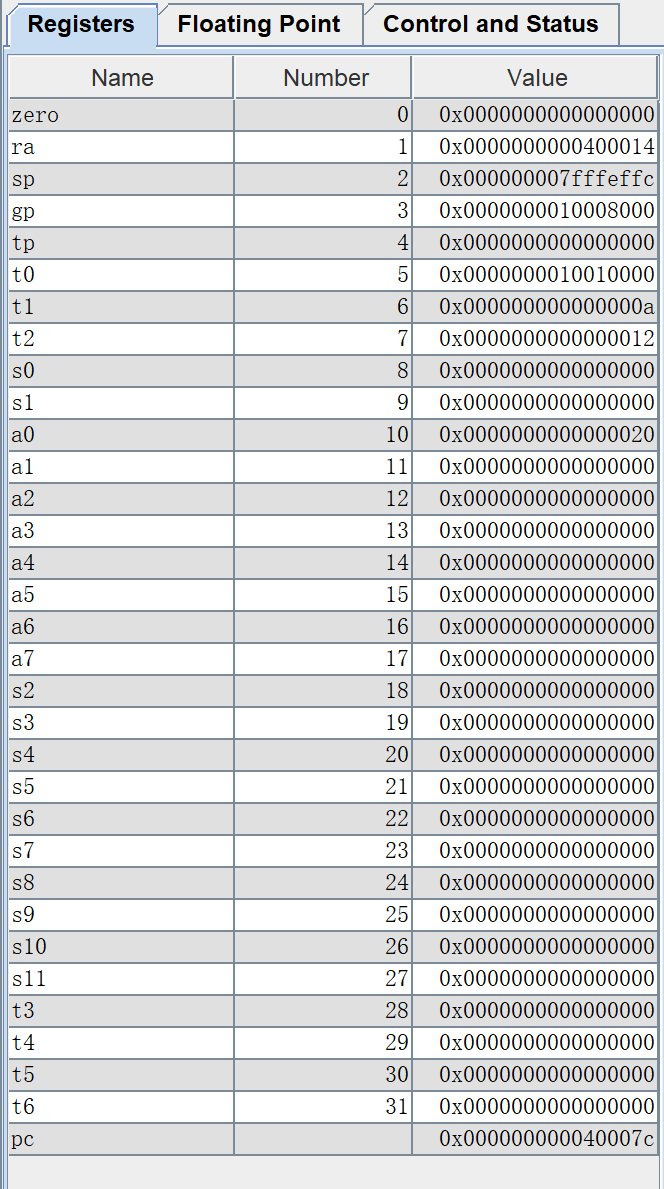 Registers Floating Point Control and Status
Name Number Value
zero 0 0x0000000000000000
ra 1 0x0000000000400014
sp 2 0x000000007fffeffc
gp 3 0x0000000010008000
tp 4 0x0000000000000000
t0 5 0x0000000010010000
t1 6 0x000000000000000a
t2 7 0x0000000000000012
s0 8 0x0000000000000000
s1 9 0x0000000000000000
a0 10 0x0000000000000020
a1 11 0x0000000000000000
a2 12 0x0000000000000000
a3 13 0x0000000000000000
a4 14 0x0000000000000000
a5 15 0x0000000000000000
a6 16 0x0000000000000000
a7 17 0x0000000000000000
s2 18 0x0000000000000000
s3 19 0x0000000000000000
s4 20 0x0000000000000000
s5 21 0x0000000000000000
s6 22 0x0000000000000000
s7 23 0x0000000000000000
s8 24 0x0000000000000000
s9 25 0x0000000000000000
s10 26 0x0000000000000000
s11 27 0x0000000000000000
t3 28 0x0000000000000000
t4 29 0x0000000000000000
t5 30 0x0000000000000000
t6 31 0x0000000000000000
pc 0x000000000040007c